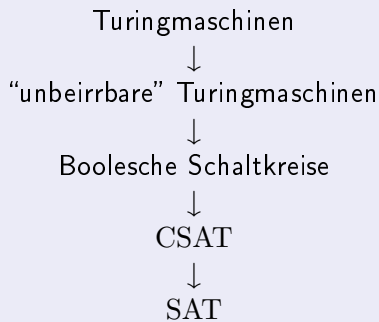 Turingmaschinen
↓
“unbeirrbare” Turingmaschinen
↓
Boolesche Schaltkreise
↓
CSAT
↓
SAT